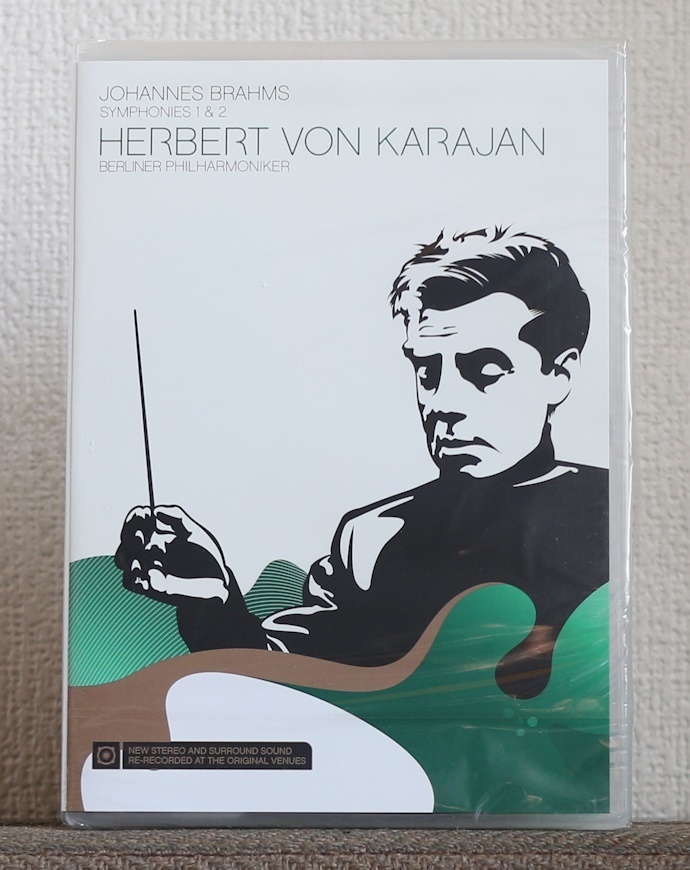 JOHANNES BRAHMS
SYMPHONIES 1 & 2
HERBERT VON KARAJAN
BERLINER PHILHARMONIKER
NEW STEREO AND SURROUND SOUND
RE-RECORDED AT THE ORIGINAL VENUES